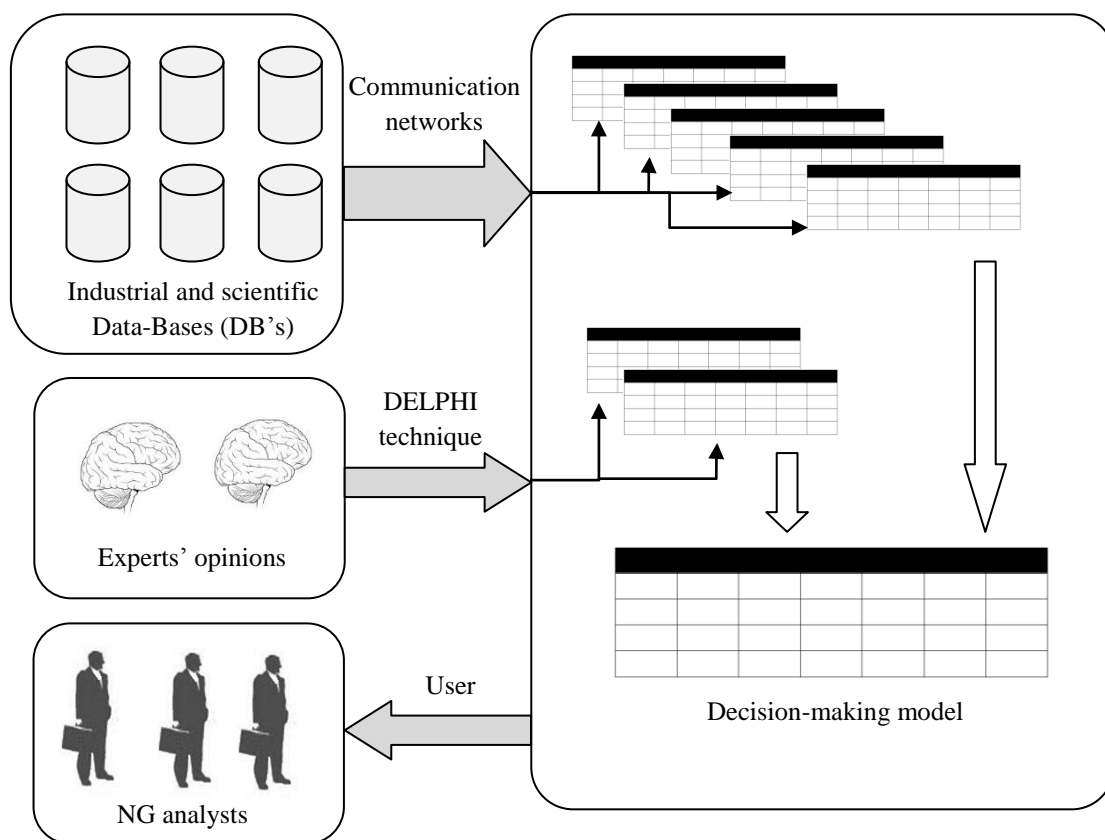 Communication
networks
Industrial and scientific
Data-Bases (DB’s)
DELPHI
technique
Experts’ opinions
User
NG analysts
Decision-making model